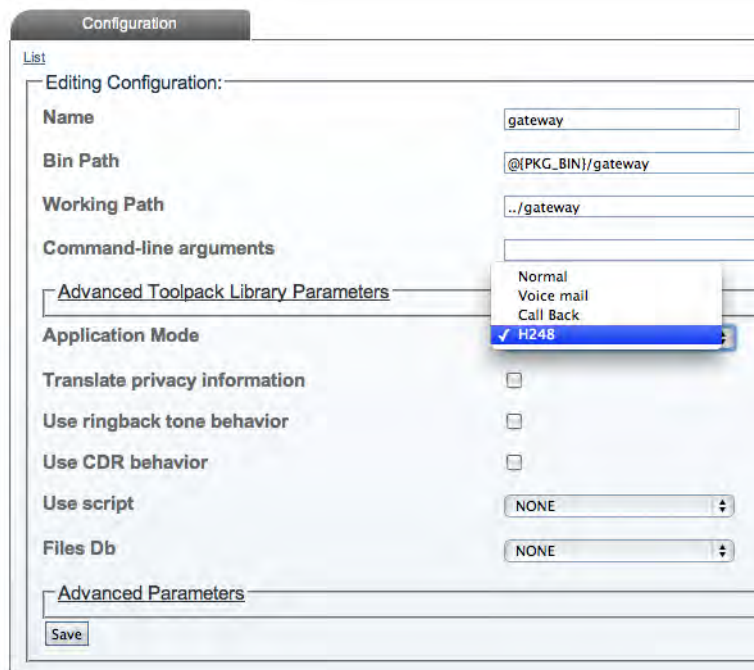 Configuration
List
Editing Configuration:
Name gateway
Bin Path @{PKG_BIN}/gateway
Working Path ../gateway
Command-line arguments
Normal
Advanced Toolpack Library Parameters Voice mail
Call Back
Application Mode ✓ H248
Translate privacy information
Use ringback tone behavior
Use CDR behavior
Use script NONE
Files Db NONE
Advanced Parameters
Save